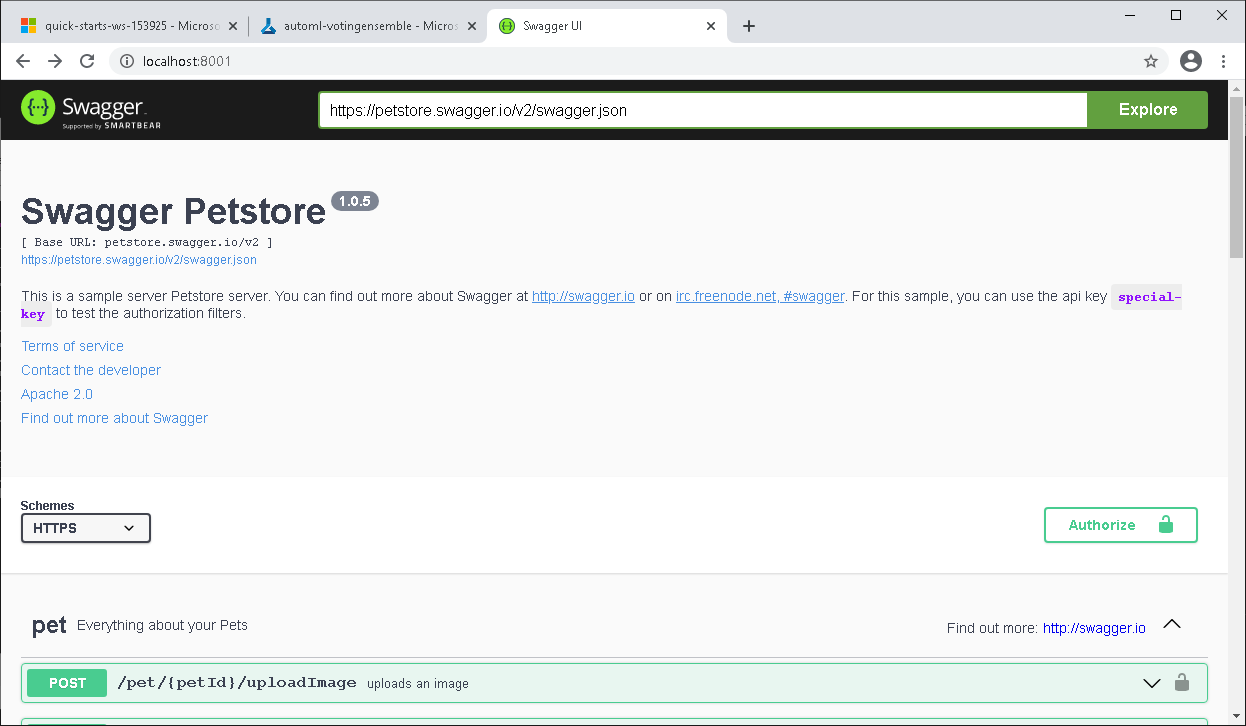 quick-starts-ws-153925 - Microso
automl-votingensemble - Micros
Swagger UI
localhost:8001
Swagger
Supported by SMARTBEAR
https://petstore.swagger.io/v2/swagger.json
Explore
Swagger Petstore 1.0.5
[ Base URL: petstore.swagger.io/v2 ]
https://petstore.swagger.io/v2/swagger.json
This is a sample server Petstore server. You can find out more about Swagger at http://swagger.io or on irc.freenode.net, #swagger. For this sample, you can use the api key special-
key to test the authorization filters.
Terms of service
Contact the developer
Apache 2.0
Find out more about Swagger
Schemes
HTTPS
Authorize
pet Everything about your Pets
Find out more: http://swagger.io
POST /pet/{petId}/uploadImage uploads an image